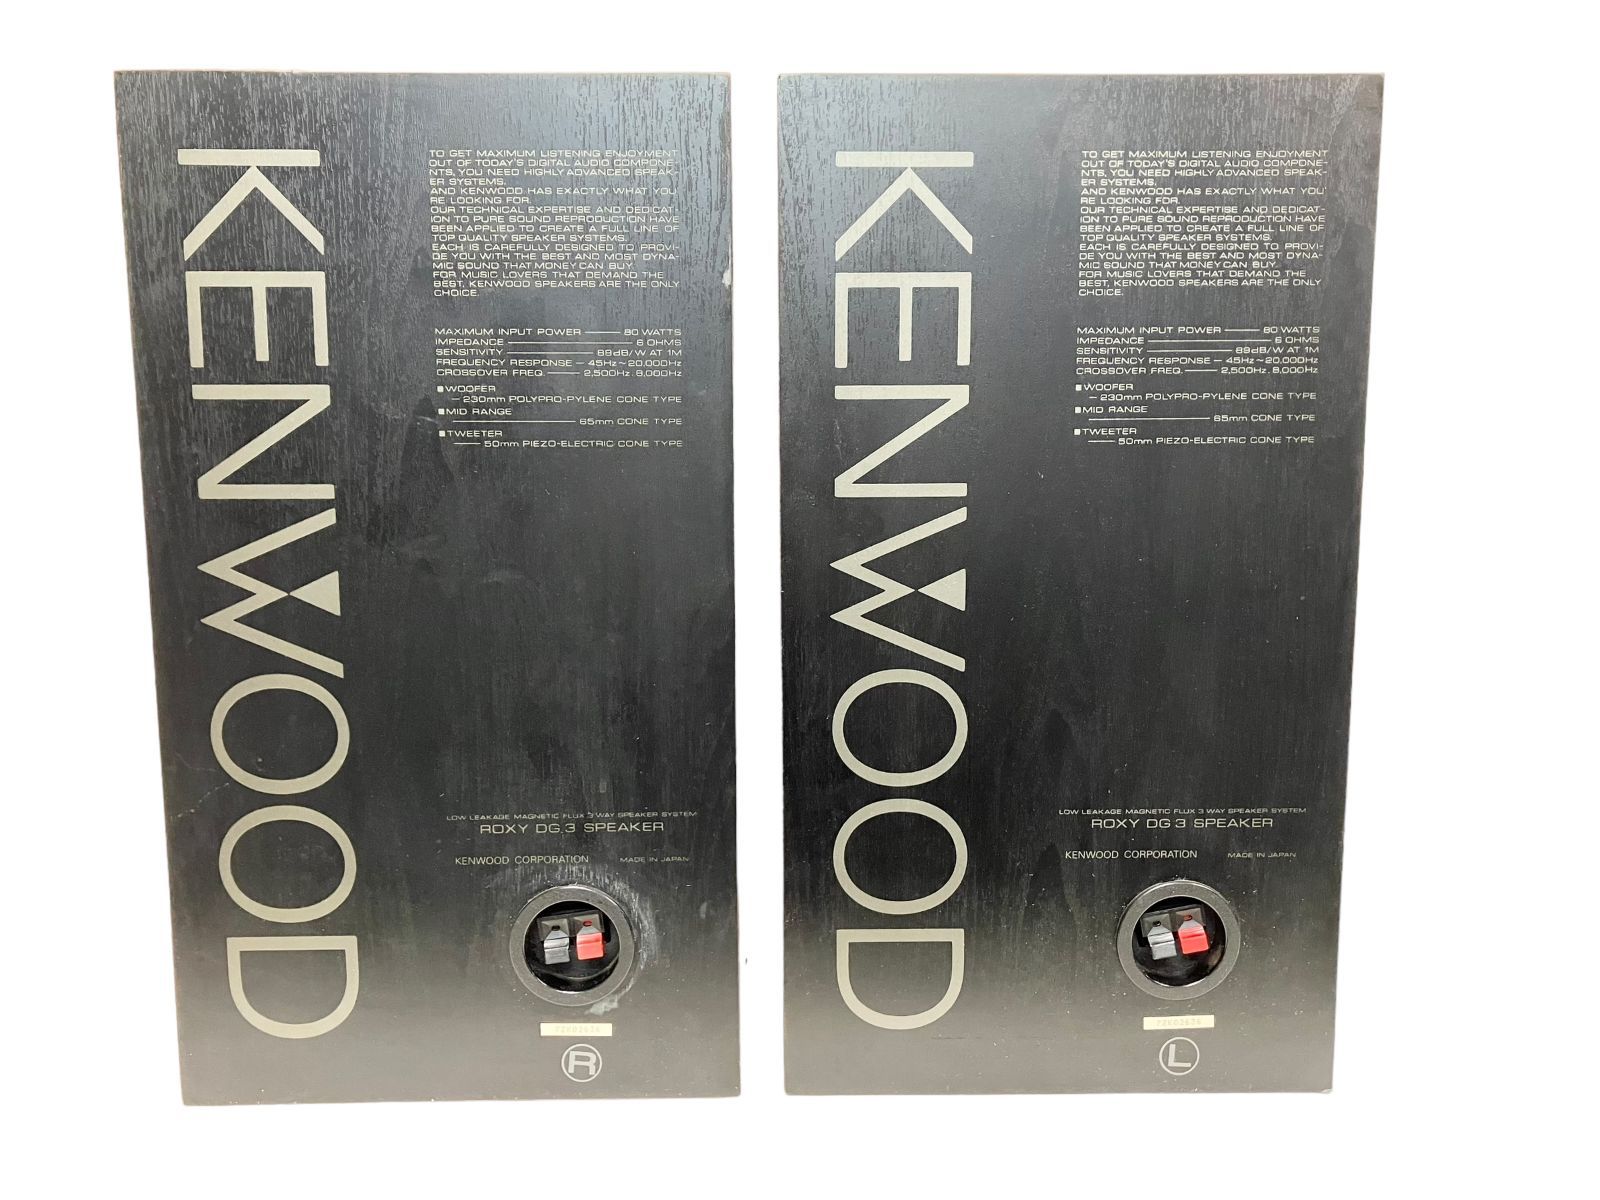 KENWOOD
TO GET MAXIMUM LISTENING ENJOYMENT
OUT OF TODAY'S DIGITAL AUDIO COMPONE-
NTS, YOU NEED HIGHLY ADVANCED SPEAK-
ER SYSTEMS.
AND KENWOOD HAS EXACTLY WHAT YOU'
RE LOOKING FOR.
OUR TECHNICAL EXPERTISE AND DEDICAT-
ION TO PURE SOUND REPRODUCTION HAVE
BEEN APPLIED TO CREATE A FULL LINE OF
TOP QUALITY SPEAKER SYSTEMS.
EACH IS CAREFULLY DESIGNED TO PROVI-
DE YOU WITH THE BEST AND MOST DYNA-
MIC SOUND THAT MONEY CAN BUY.
FOR MUSIC LOVERS THAT DEMAND THE
BEST, KENWOOD SPEAKERS ARE THE ONLY
CHOICE.
MAXIMUM INPUT POWER — 80 WATTS
IMPEDANCE — 6 OHMS
SENSITIVITY — 89dB/W AT 1M
FREQUENCY RESPONSE — 45Hz~20,000Hz
CROSSOVER FREQ. — 2,500Hz. 8,000Hz
■WOOFER
— 230mm POLYPRO-PYLENE CONE TYPE
■MID RANGE
— 65mm CONE TYPE
■TWEETER
— 50mm PIEZO-ELECTRIC CONE TYPE
LOW LEAKAGE MAGNETIC FLUX 3 WAY SPEAKER SYSTEM
ROXY DG.3 SPEAKER
KENWOOD CORPORATION MADE IN JAPAN
R
KENWOOD
TO GET MAXIMUM LISTENING ENJOYMENT
OUT OF TODAY'S DIGITAL AUDIO COMPONE-
NTS, YOU NEED HIGHLY ADVANCED SPEAK-
ER SYSTEMS.
AND KENWOOD HAS EXACTLY WHAT YOU'
RE LOOKING FOR.
OUR TECHNICAL EXPERTISE AND DEDICAT-
ION TO PURE SOUND REPRODUCTION HAVE
BEEN APPLIED TO CREATE A FULL LINE OF
TOP QUALITY SPEAKER SYSTEMS.
EACH IS CAREFULLY DESIGNED TO PROVI-
DE YOU WITH THE BEST AND MOST DYNA-
MIC SOUND THAT MONEY CAN BUY.
FOR MUSIC LOVERS THAT DEMAND THE
BEST, KENWOOD SPEAKERS ARE THE ONLY
CHOICE.
MAXIMUM INPUT POWER — 80 WATTS
IMPEDANCE — 6 OHMS
SENSITIVITY — 89dB/W AT 1M
FREQUENCY RESPONSE — 45Hz~20,000Hz
CROSSOVER FREQ. — 2,500Hz. 8,000Hz
■WOOFER
— 230mm POLYPRO-PYLENE CONE TYPE
■MID RANGE
— 65mm CONE TYPE
■TWEETER
— 50mm PIEZO-ELECTRIC CONE TYPE
LOW LEAKAGE MAGNETIC FLUX 3 WAY SPEAKER SYSTEM
ROXY DG.3 SPEAKER
KENWOOD CORPORATION MADE IN JAPAN
L